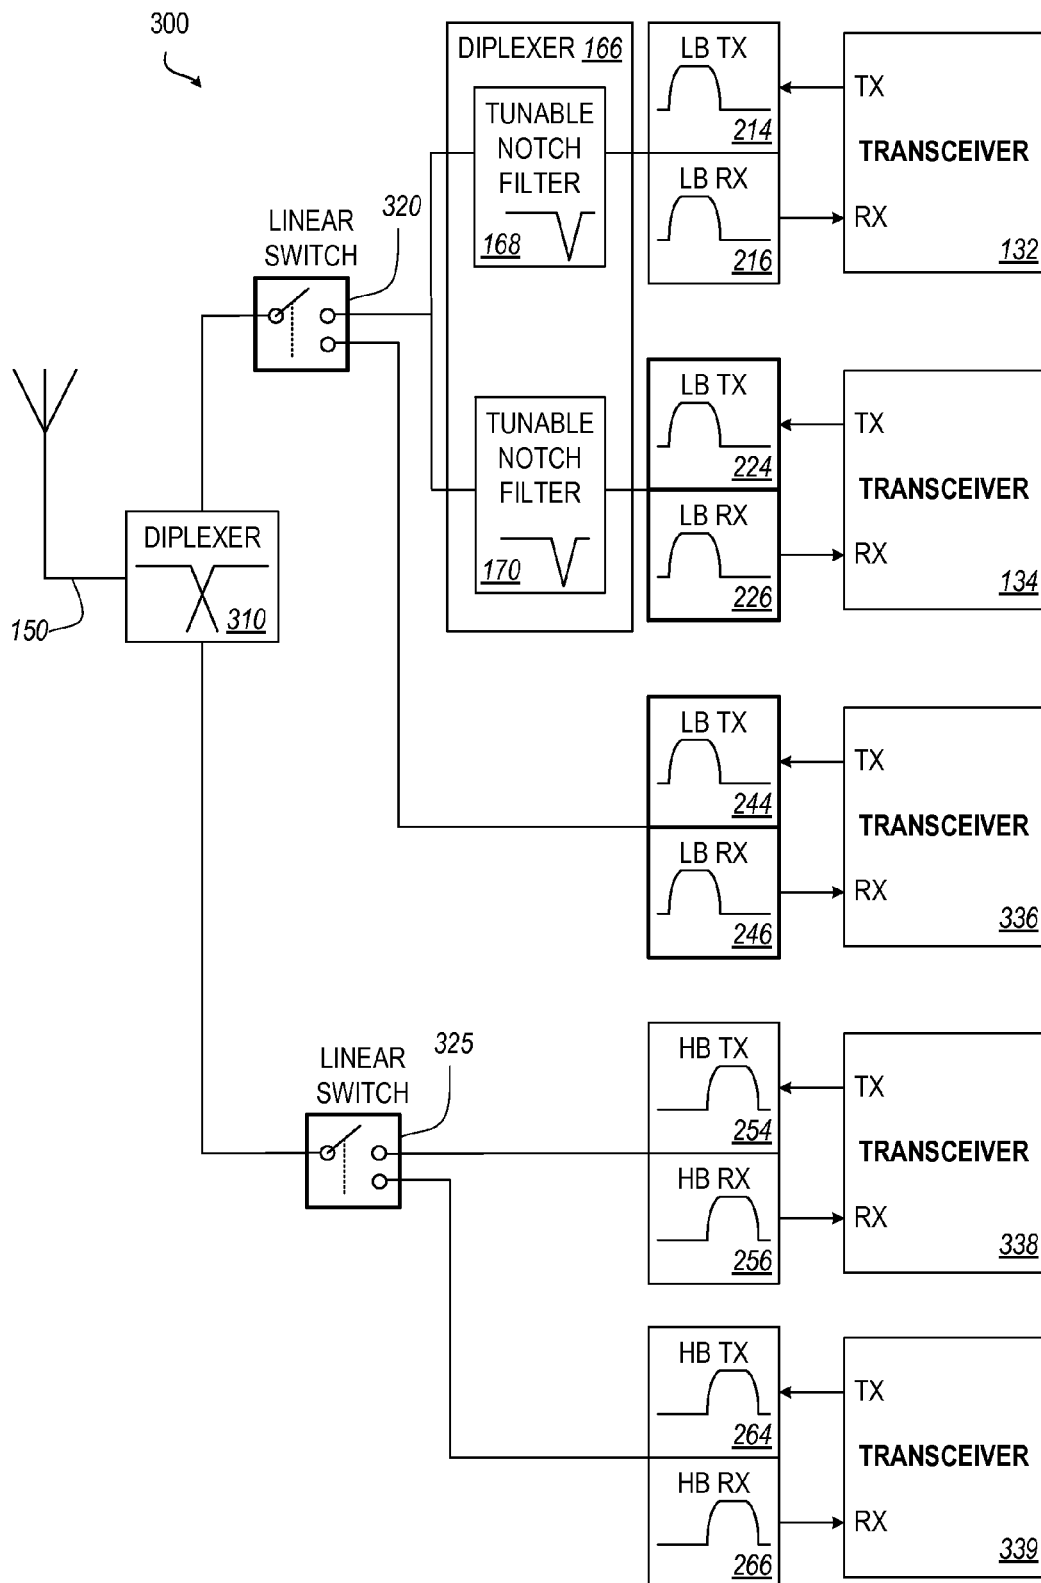 300
DIPLEXER 166
TUNABLE
NOTCH
FILTER
168
LB TX
214
LB RX
216
TX
TRANSCEIVER
RX
132
LINEAR
SWITCH
320
TUNABLE
NOTCH
FILTER
170
LB TX
224
LB RX
226
TX
TRANSCEIVER
RX
134
150
DIPLEXER
310
LB TX
244
LB RX
246
TX
TRANSCEIVER
RX
336
LINEAR
SWITCH
325
HB TX
254
HB RX
256
TX
TRANSCEIVER
RX
338
HB TX
264
HB RX
266
TX
TRANSCEIVER
RX
339